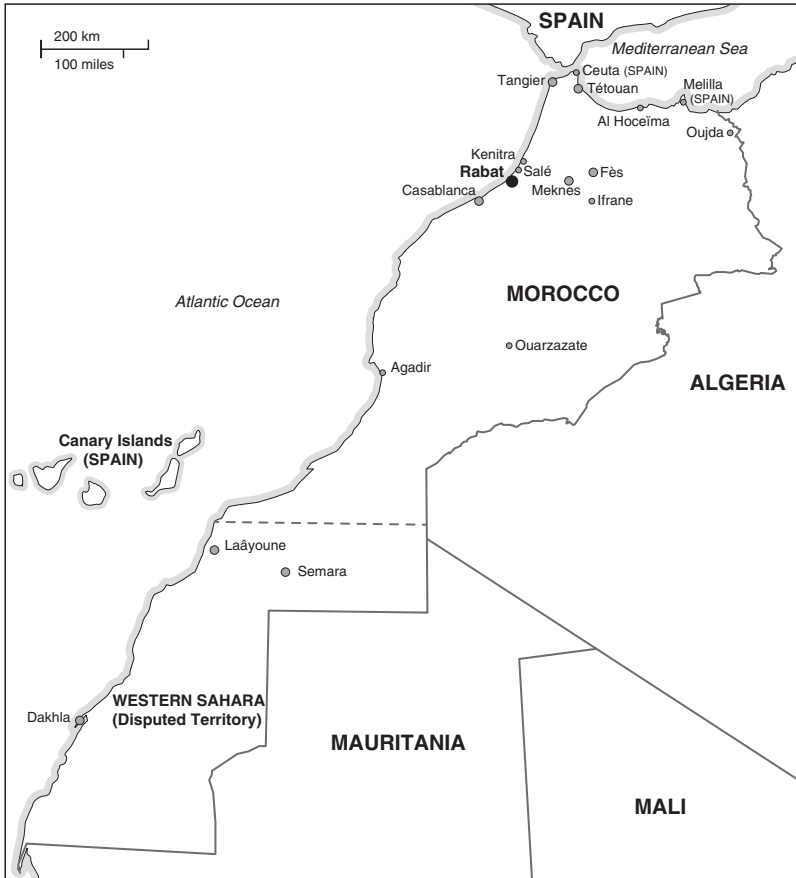 SPAIN
200 km
100 miles
Mediterranean Sea
Ceuta (SPAIN)
Tangier
Tétouan
Melilla
(SPAIN)
Al Hoceïma
Oujda
Kenitra
Rabat
Salé
Fès
Casablanca
Meknes
Ifrane
Atlantic Ocean
MOROCCO
Ouarzazate
Agadir
ALGERIA
Canary Islands
(SPAIN)
Laâyoune
Semara
WESTERN SAHARA
(Disputed Territory)
Dakhla
MAURITANIA
MALI